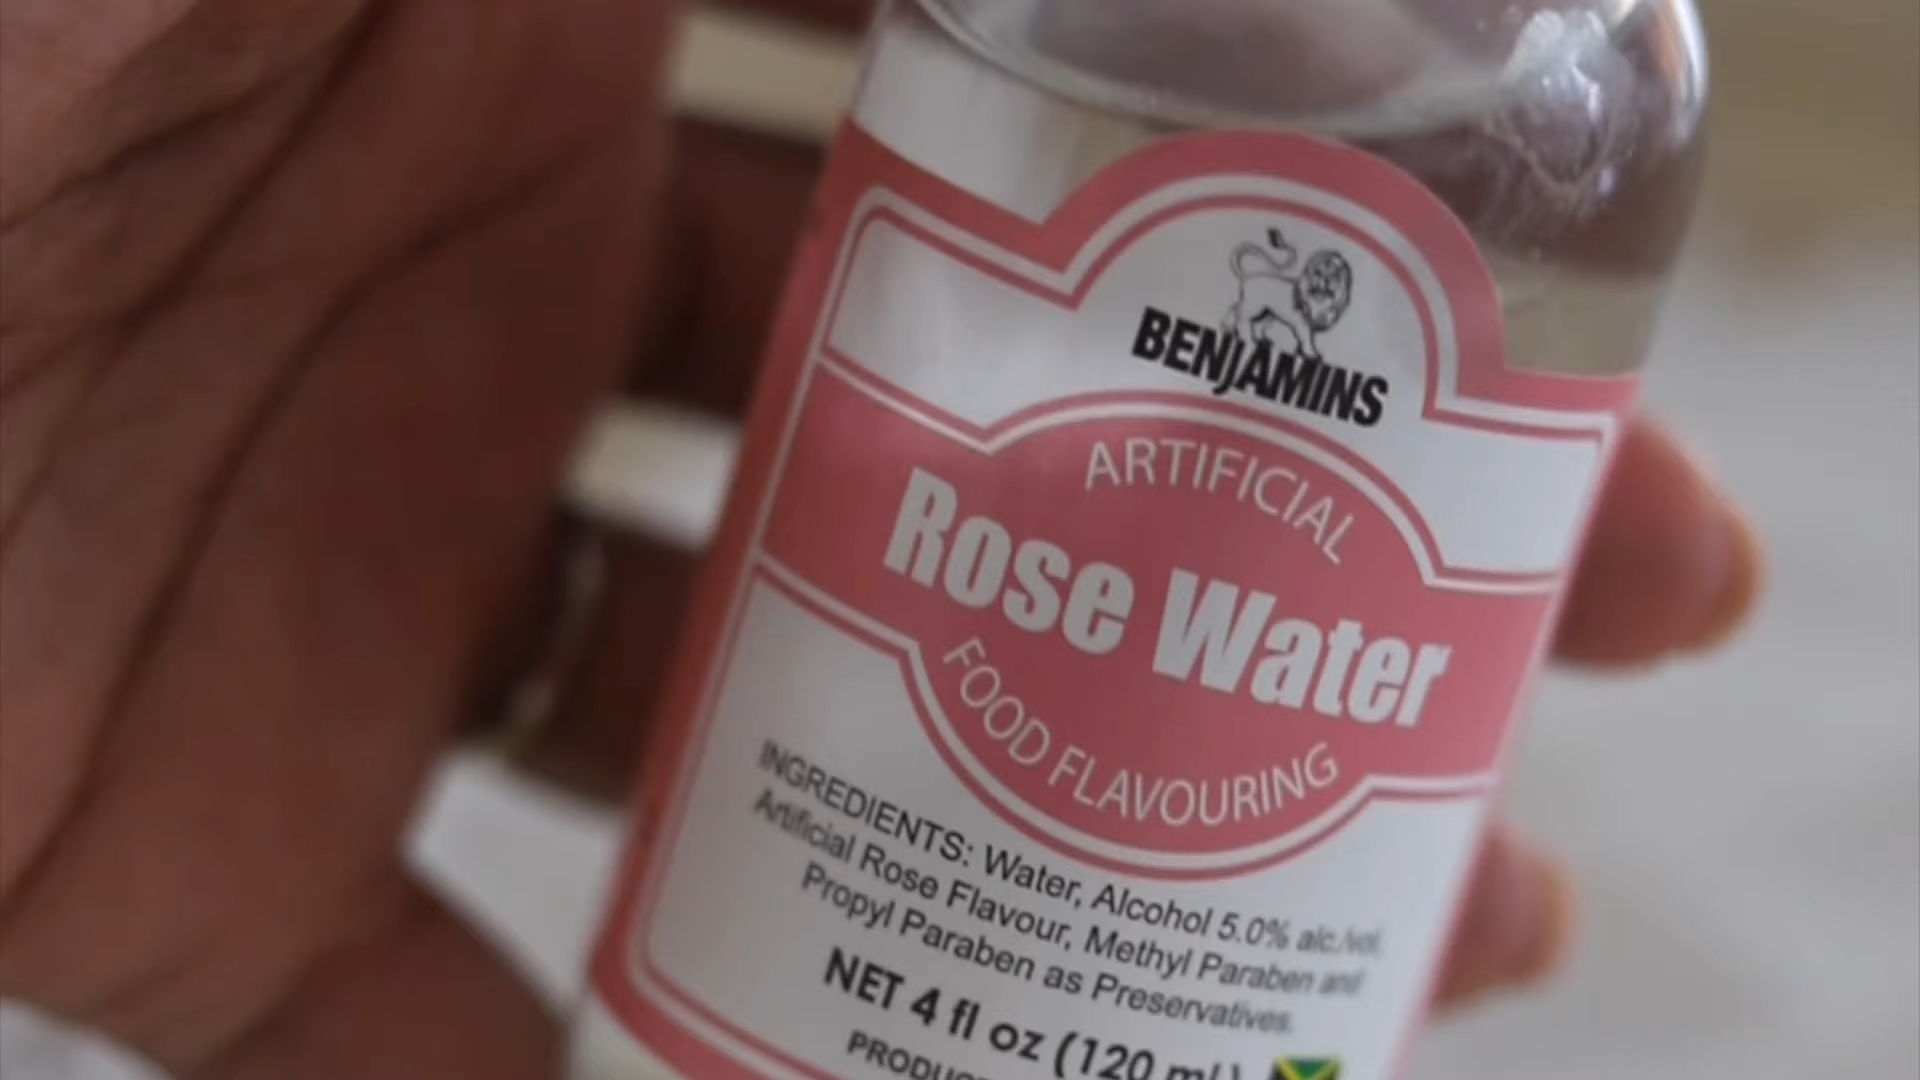 BENJAMINS
ARTIFICIAL
Rose Water
FOOD FLAVOURING
INGREDIENTS: Water, Alcohol 5.0% alc./vol,
Artificial Rose Flavour, Methyl Paraben and
Propyl Paraben as Preservatives.
NET 4 fl oz (120 ml)